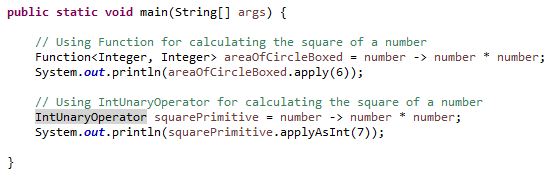 public static void main(String[] args) {
// Using Function for calculating the square of a number
Function<Integer, Integer> areaOfCircleBoxed = number -> number * number;
System.out.println(areaOfCircleBoxed.apply(6));
// Using IntUnaryOperator for calculating the square of a number
IntUnaryOperator squarePrimitive = number -> number * number;
System.out.println(squarePrimitive.applyAsInt(7));
}